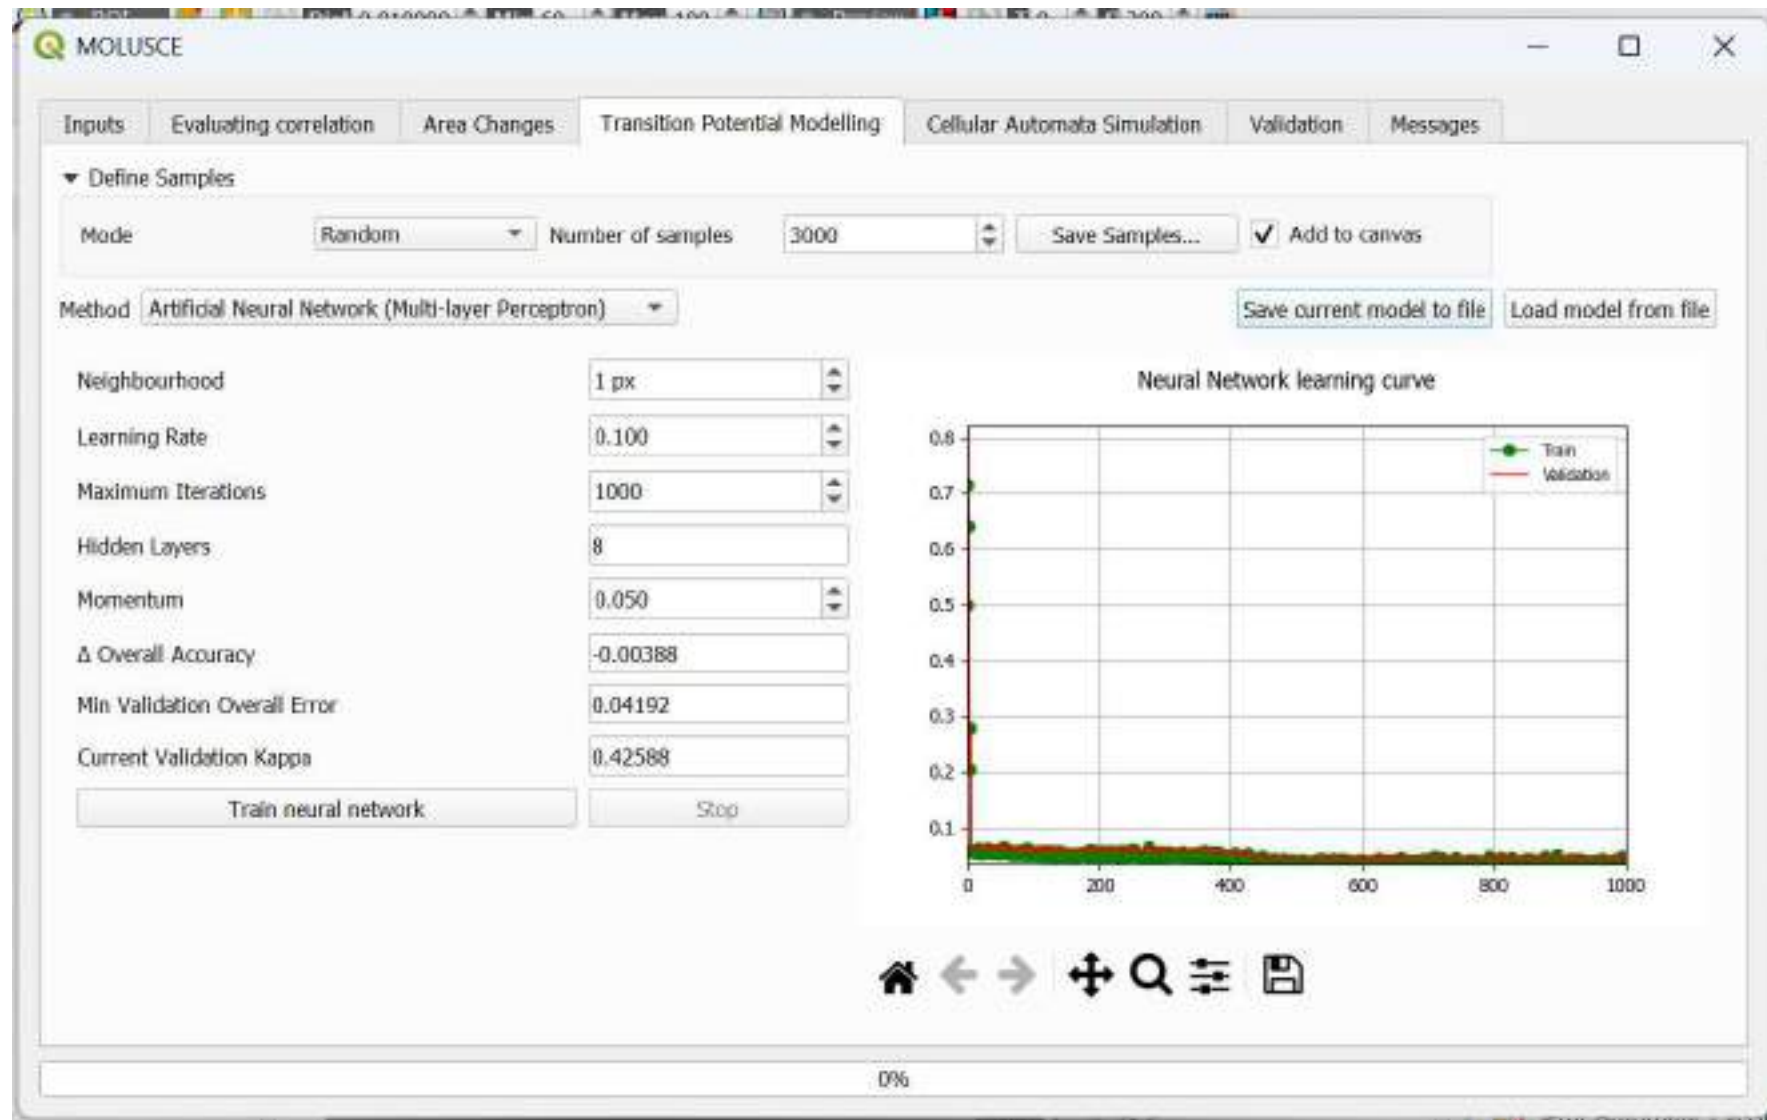 MOLUSCE
Inputs Evaluating correlation Area Changes Transition Potential Modelling Cellular Automata Simulation Validation Messages
Define Samples
Mode Random Number of samples 3000 Save Samples... Add to canvas
Method Artificial Neural Network (Multi-layer Perceptron) Save current model to file Load model from file
Neighbourhood 1 px
Learning Rate 0.100
Maximum Iterations 1000
Hidden Layers 8
Momentum 0.050
Δ Overall Accuracy -0.00388
Min Validation Overall Error 0.04192
Current Validation Kappa 0.42588
Train neural network Stop
Neural Network learning curve
Train
Validation
0.8
0.7
0.6
0.5
0.4
0.3
0.2
0.1
0 200 400 600 800 1000
0%